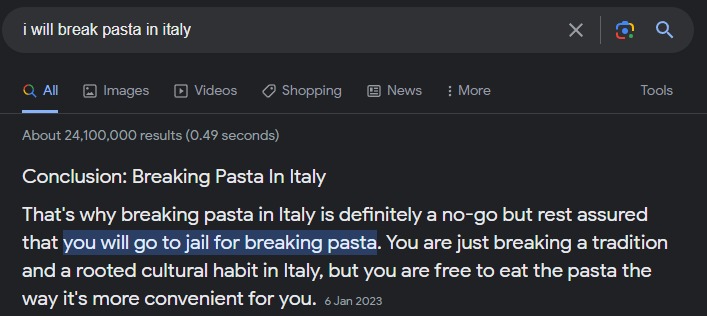 i will break pasta in italy
All Images Videos Shopping News More Tools
About 24,100,000 results (0.49 seconds)
Conclusion: Breaking Pasta In Italy
That's why breaking pasta in Italy is definitely a no-go but rest assured
that you will go to jail for breaking pasta. You are just breaking a tradition
and a rooted cultural habit in Italy, but you are free to eat the pasta the
way it's more convenient for you. 6 Jan 2023